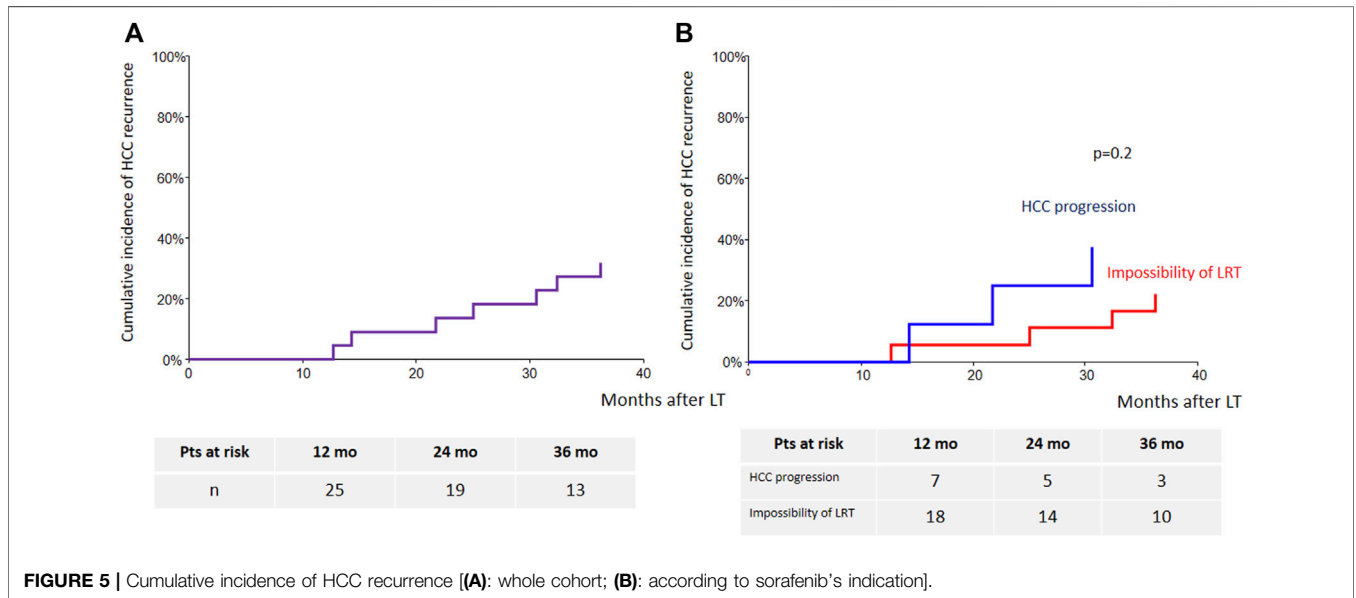 A
Cumulative incidence of HCC recurrence
100%
80%
60%
40%
20%
0%
0 10 20 30 40
Months after LT
Pts at risk 12 mo 24 mo 36 mo
n 25 19 13
B
Cumulative incidence of HCC recurrence
100%
80%
60%
40%
20%
0%
p=0.2
HCC progression
Impossibility of LRT
0 10 20 30 40
Months after LT
Pts at risk 12 mo 24 mo 36 mo
HCC progression 7 5 3
Impossibility of LRT 18 14 10
FIGURE 5 | Cumulative incidence of HCC recurrence [(A): whole cohort; (B): according to sorafenib's indication].